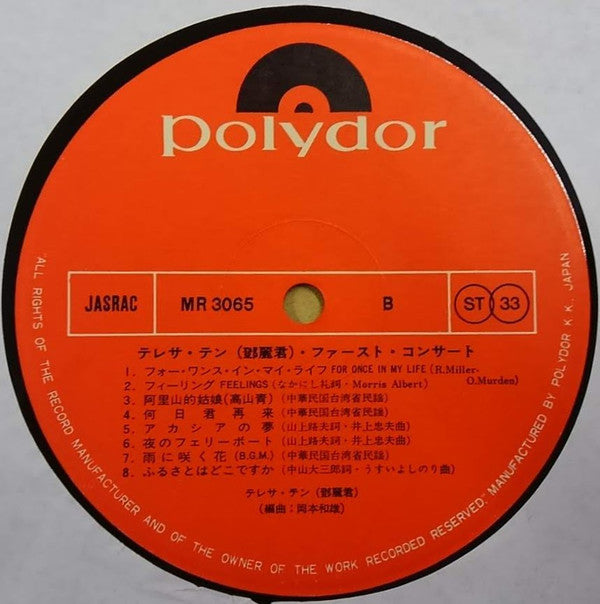 polydor
JASRAC
MR 3065
B
ST 33
テレサ・テン(鄧麗君)・ファースト・コンサート
1. フォー・ワンス・イン・マイ・ライフ FOR ONCE IN MY LIFE (R.Miller-O.Murden)
2. フィーリング FEELINGS (なかにし礼詞・Morris Albert)
3. 阿里山的姑娘(高山青) (中華民国台湾省民謡)
4. 何日君再来 (中華民国台湾省民謡)
5. アカシアの夢 (山上路夫詞・井上忠夫曲)
6. 夜のフェリーボート (山上路夫詞・井上忠夫曲)
7. 雨に咲く花 (B.G.M.) (中華民国台湾省民謡)
8. ふるさとはどこですか (中山大三郎詞・うすいよしのり曲)
テレサ・テン(鄧麗君)
(編曲:岡本和雄)
"ALL RIGHTS OF THE RECORD MANUFACTURER AND OF THE OWNER OF THE WORK RECORDED RESERVED." MANUFACTURED BY POLYDOR K.K., JAPAN